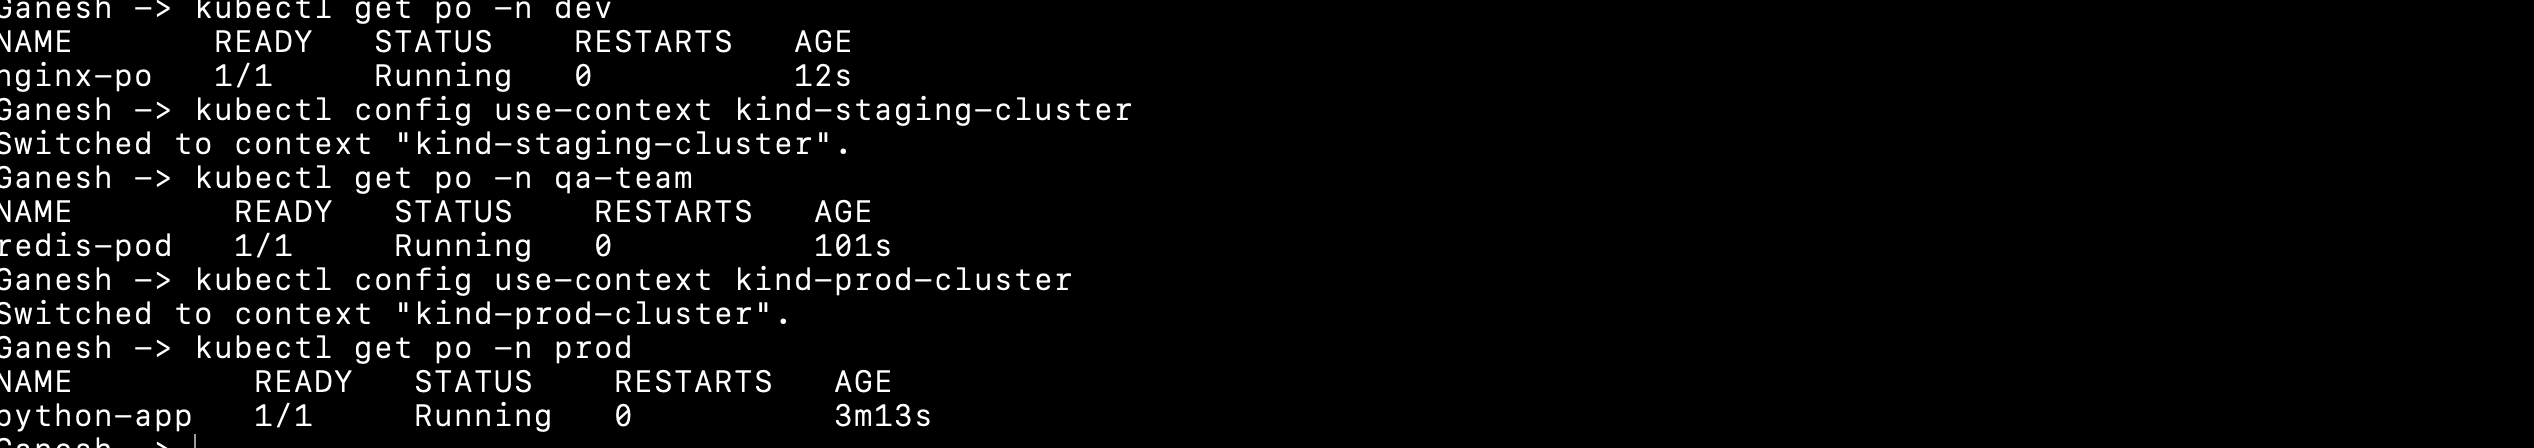 Ganesh -> kubectl get po -n dev
NAME READY STATUS RESTARTS AGE
nginx-po 1/1 Running 0 12s
Ganesh -> kubectl config use-context kind-staging-cluster
Switched to context "kind-staging-cluster".
Ganesh -> kubectl get po -n qa-team
NAME READY STATUS RESTARTS AGE
redis-pod 1/1 Running 0 101s
Ganesh -> kubectl config use-context kind-prod-cluster
Switched to context "kind-prod-cluster".
Ganesh -> kubectl get po -n prod
NAME READY STATUS RESTARTS AGE
python-app 1/1 Running 0 3m13s
Ganesh ->